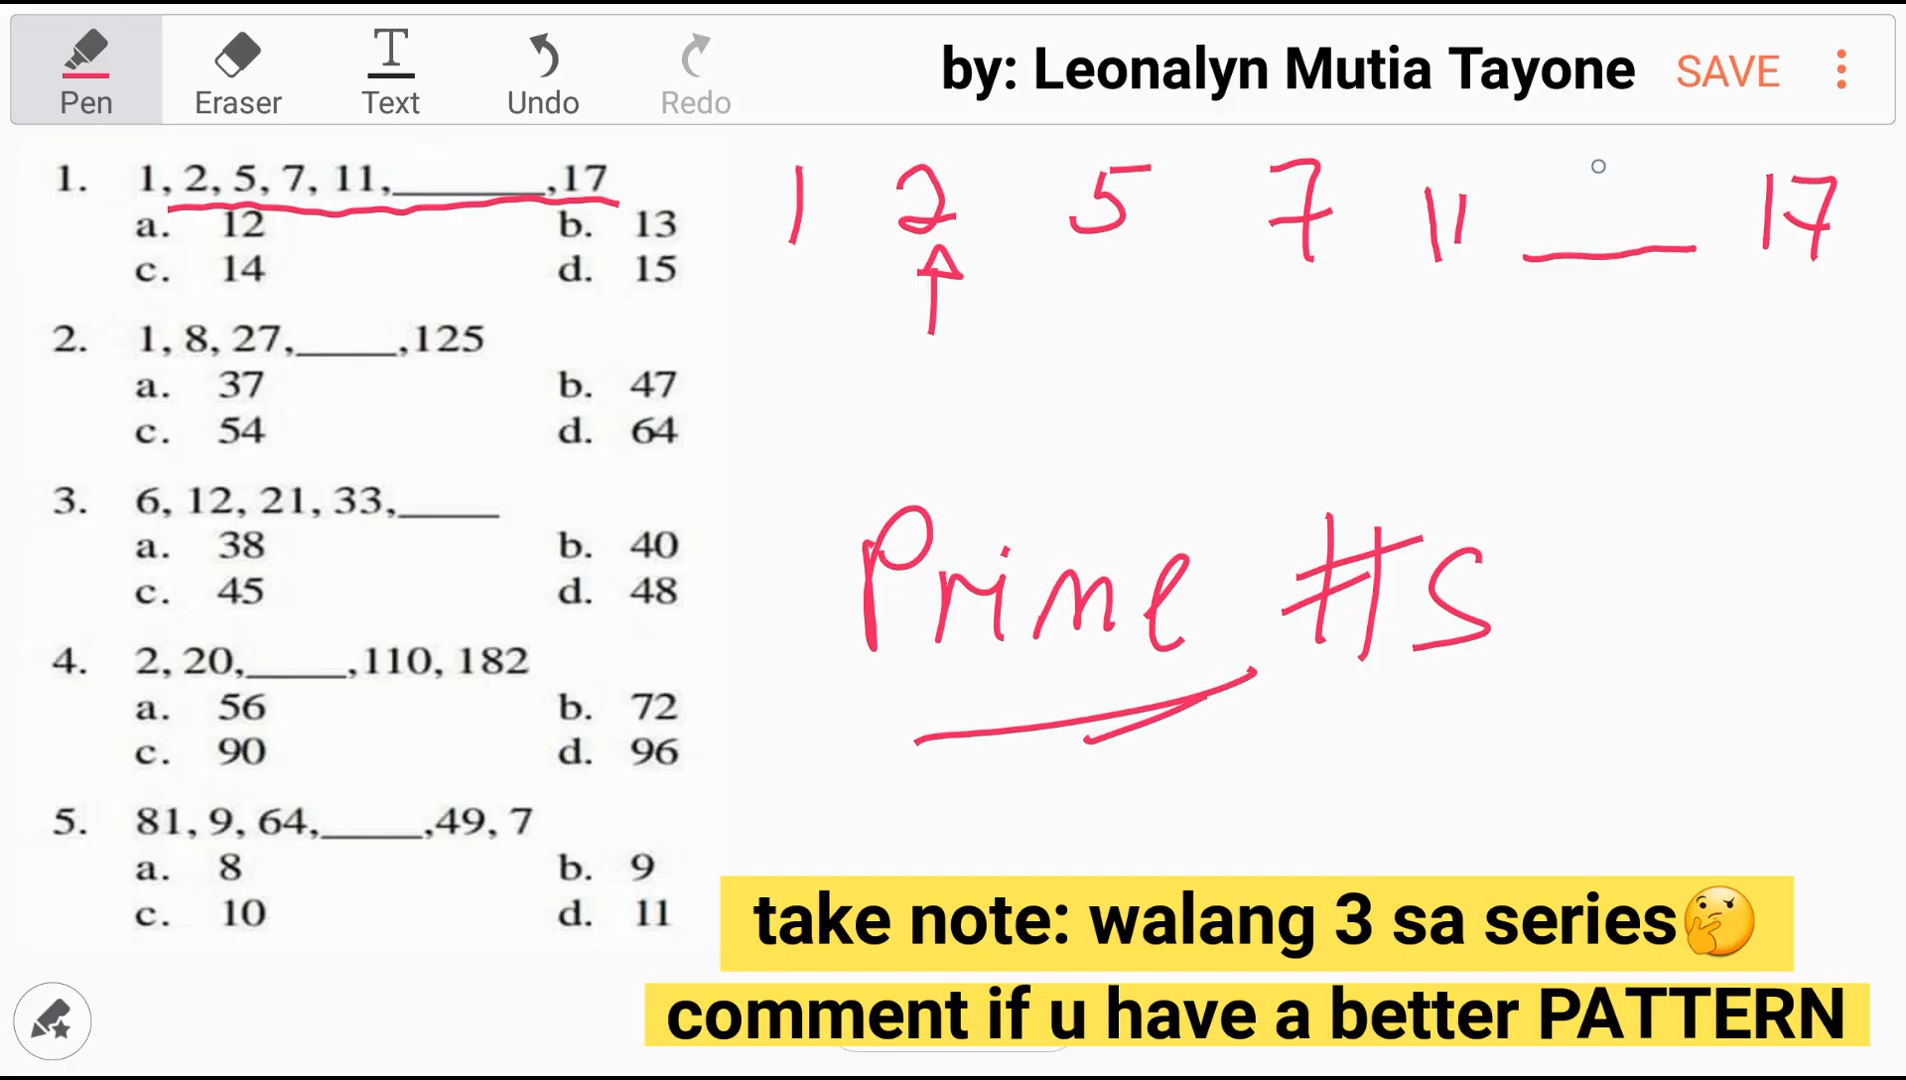 Pen Eraser Text Undo Redo by: Leonalyn Mutia Tayone SAVE
1. 1, 2, 5, 7, 11,_______,17
a. 12 b. 13
c. 14 d. 15
2. 1, 8, 27,_____,125
a. 37 b. 47
c. 54 d. 64
3. 6, 12, 21, 33,_____
a. 38 b. 40
c. 45 d. 48
4. 2, 20,_____,110, 182
a. 56 b. 72
c. 90 d. 96
5. 81, 9, 64,_____,49, 7
a. 8 b. 9
c. 10 d. 11
1 2 5 7 11 ___ 17
Prime #s
take note: walang 3 sa series🤔
comment if u have a better PATTERN